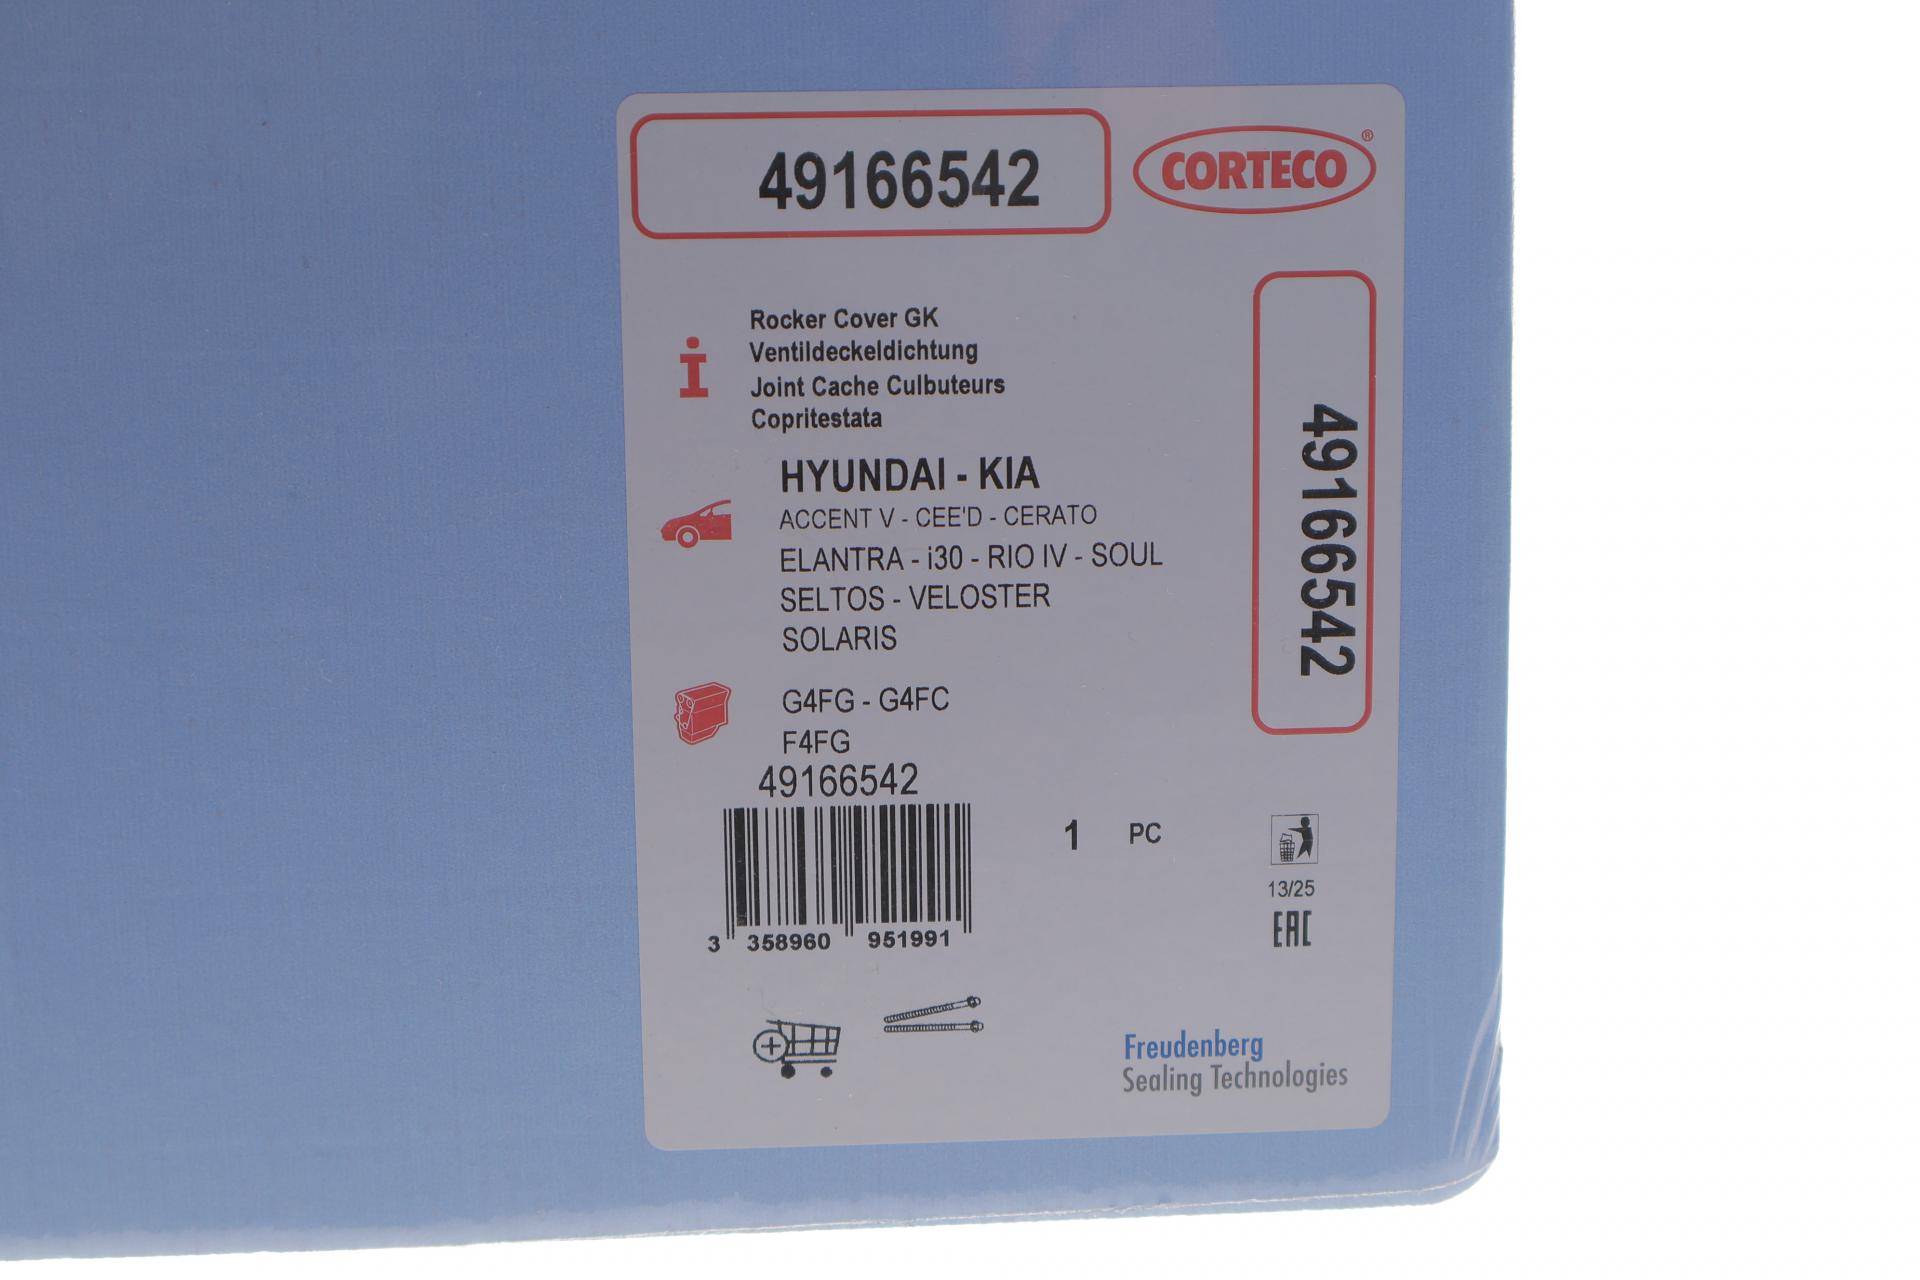 49166542
CORTECO®
Rocker Cover GK
Ventildeckeldichtung
Joint Cache Culbuteurs
Copritestata
HYUNDAI - KIA
ACCENT V - CEE'D - CERATO
ELANTRA - i30 - RIO IV - SOUL
SELTOS - VELOSTER
SOLARIS
49166542
G4FG - G4FC
F4FG
49166542
1 PC
3 358960 951991
13/25
EAC
Freudenberg
Sealing Technologies